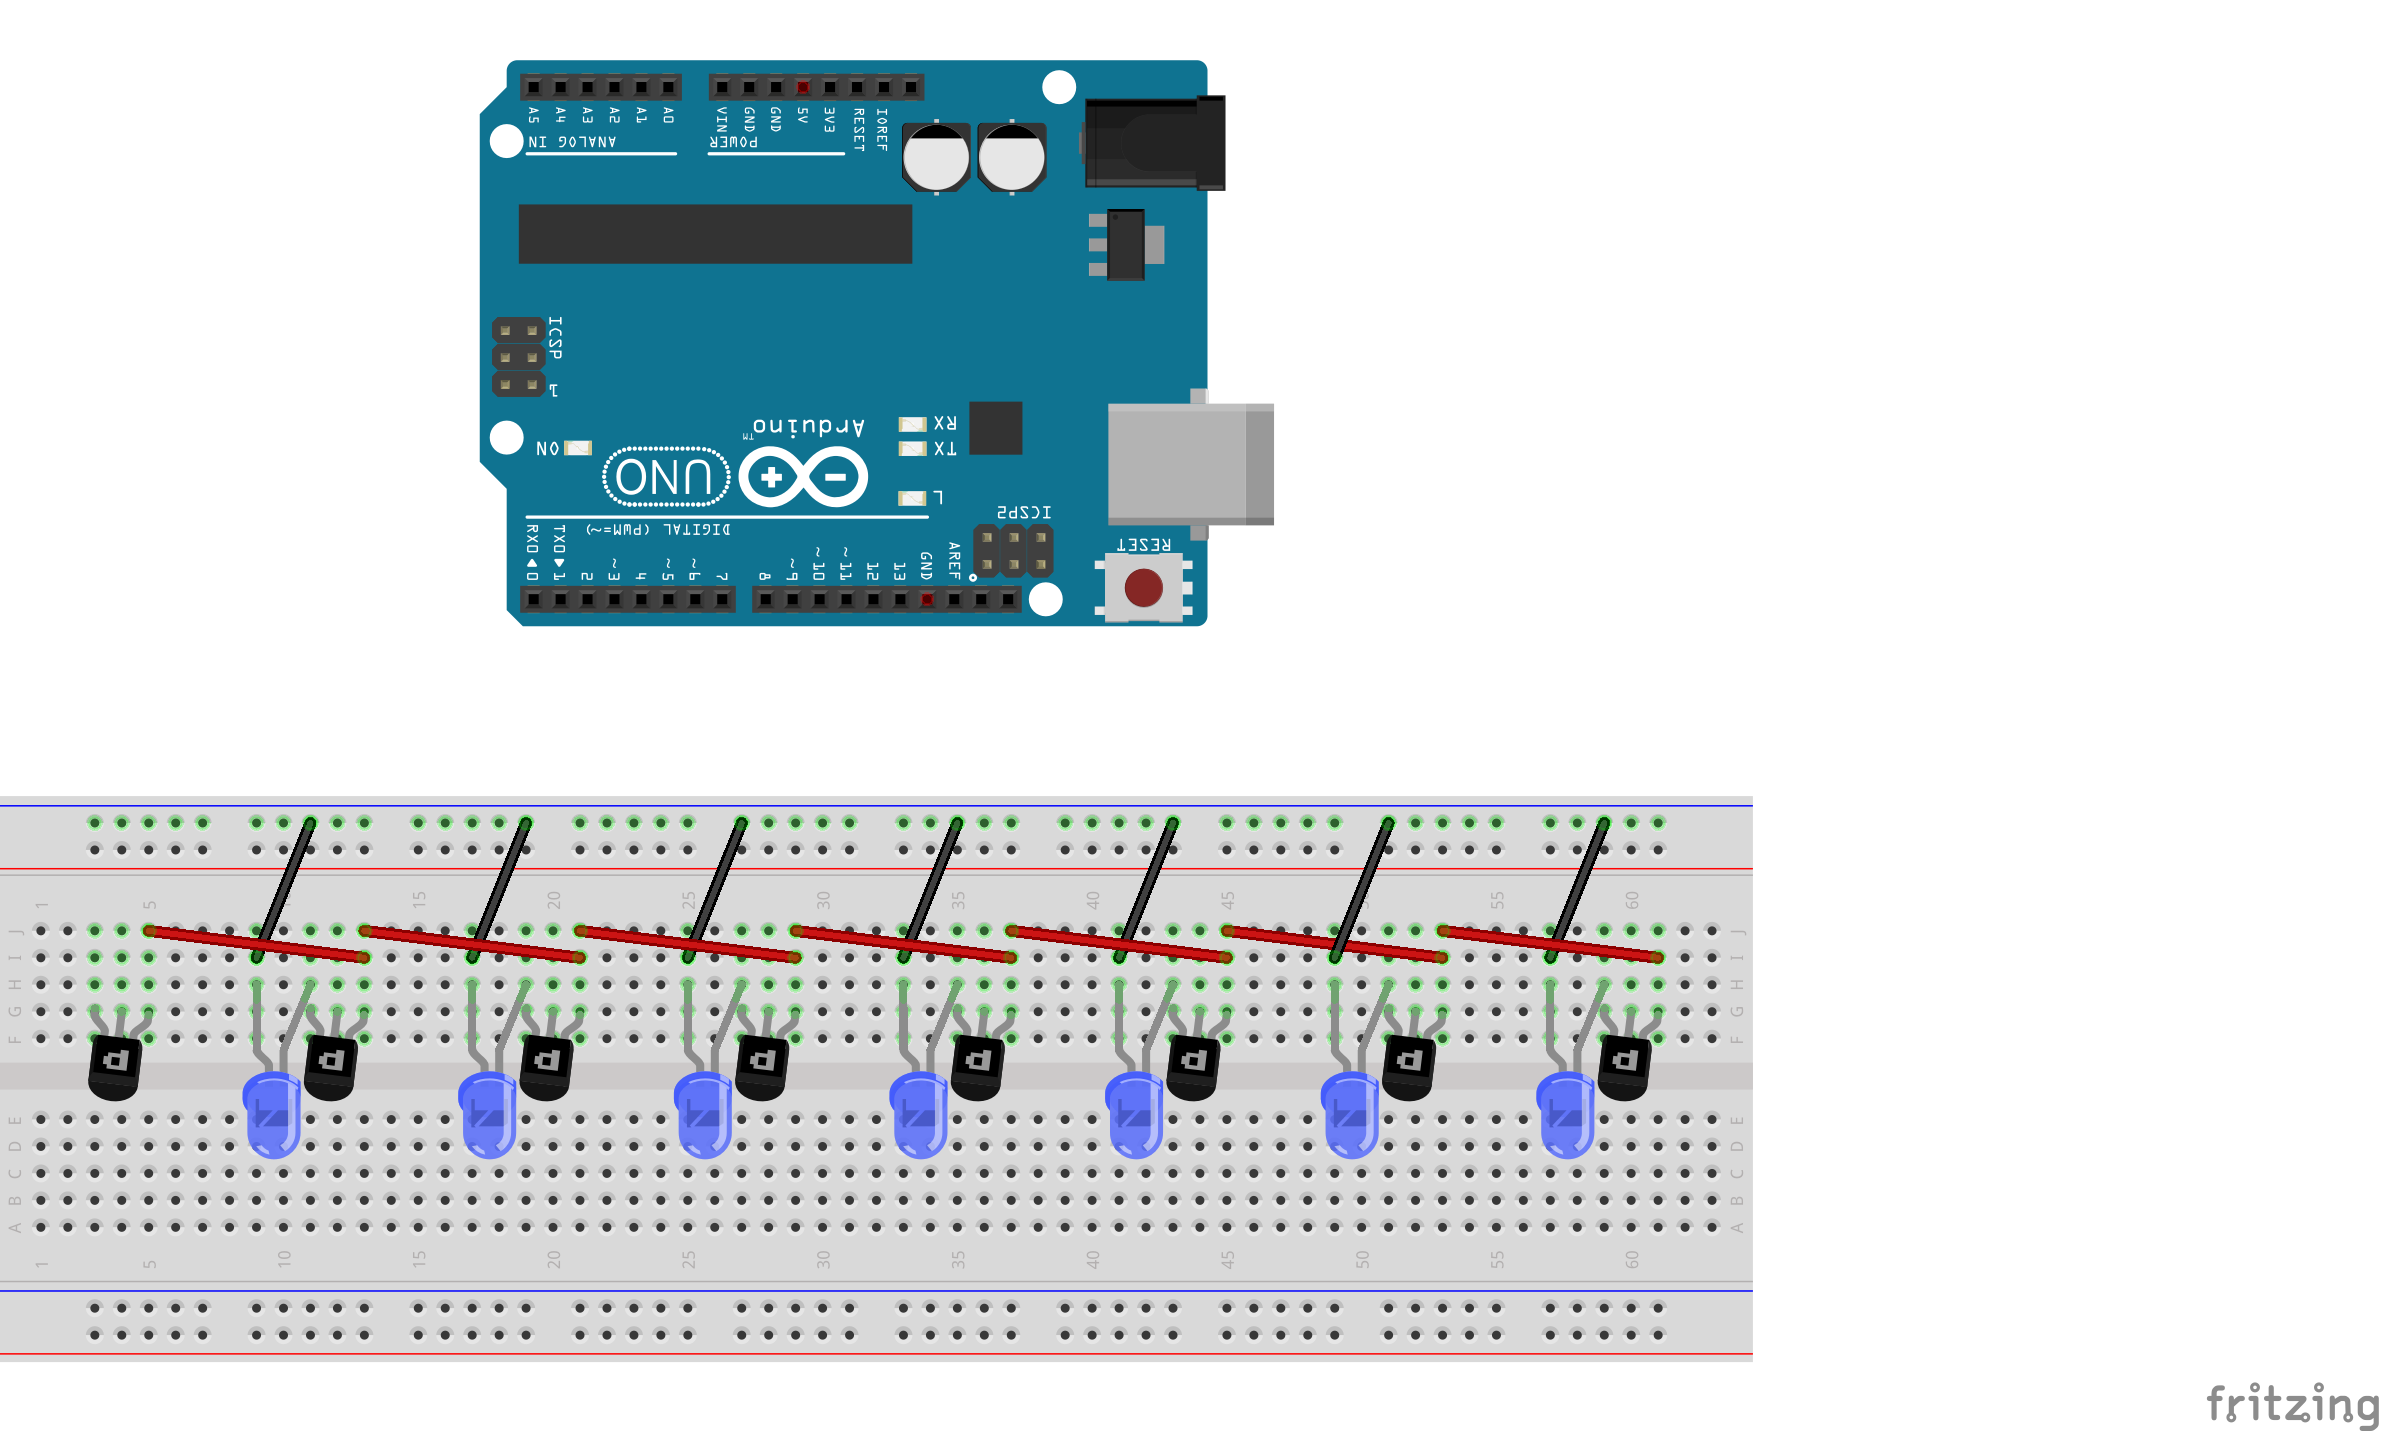 A5 A4 A3 A2 A1 A0
VIN GND GND 5V 3V3 RESET IOREF
ANALOG IN
POWER
ICSP
1
Arduino
TM
RX
TX
ON
UNO
L
ICSP2
DIGITAL (PWM=~)
RESET
RX0 TX0
0 1 2 ~3 4 ~5 ~6 7 8 ~9 ~10 ~11 12 13 GND AREF
1 5 15 20 25 30 35 40 45 55 60
J J
I I
H H
G G
F F
P P P P P P P P
E E
D D
C C
B B
A A
1 5 10 15 20 25 30 35 40 45 50 55 60
fritzing